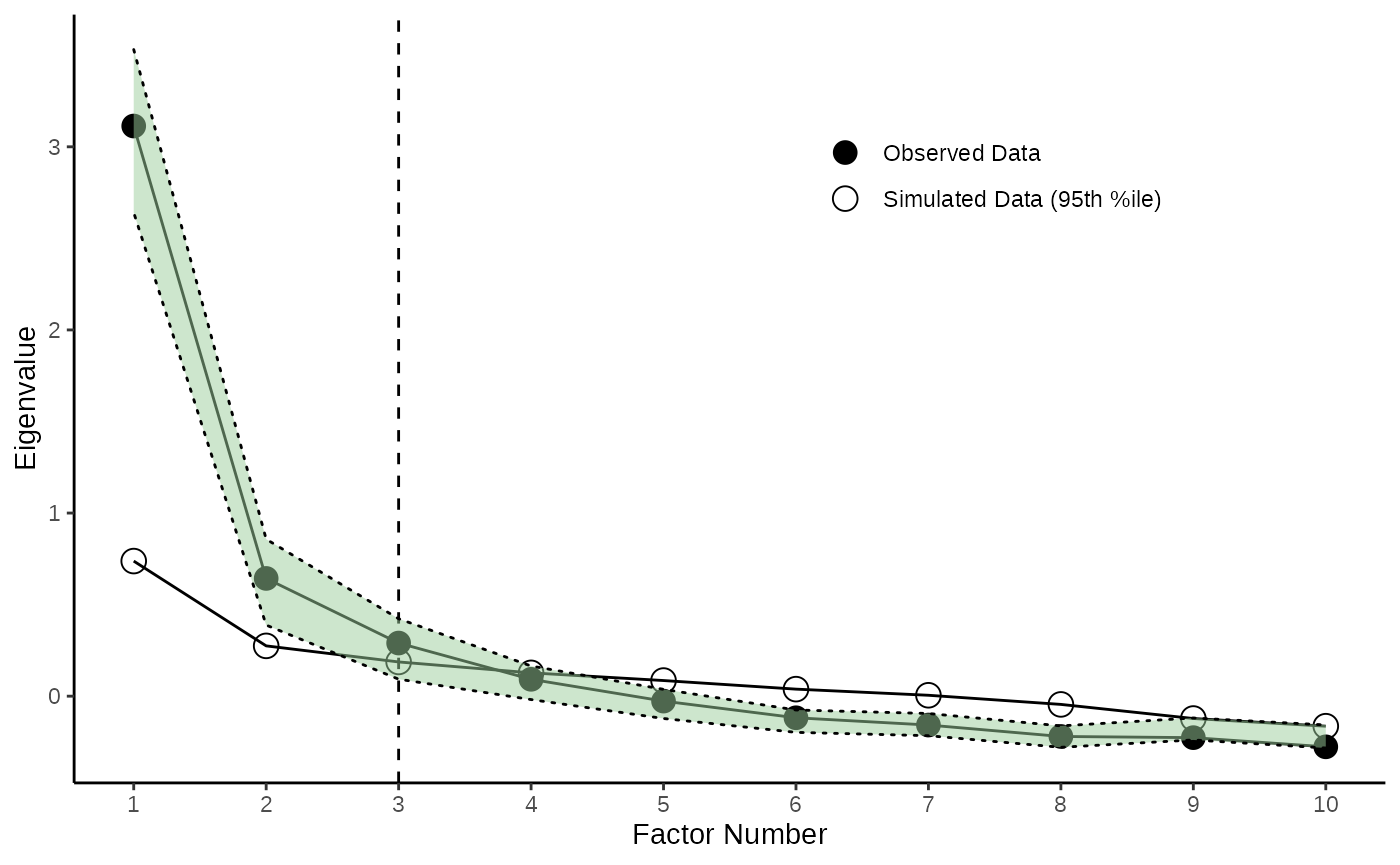 3
2
1
0
Eigenvalue
Observed Data
Simulated Data (95th %ile)
1 2 3 4 5 6 7 8 9 10
Factor Number